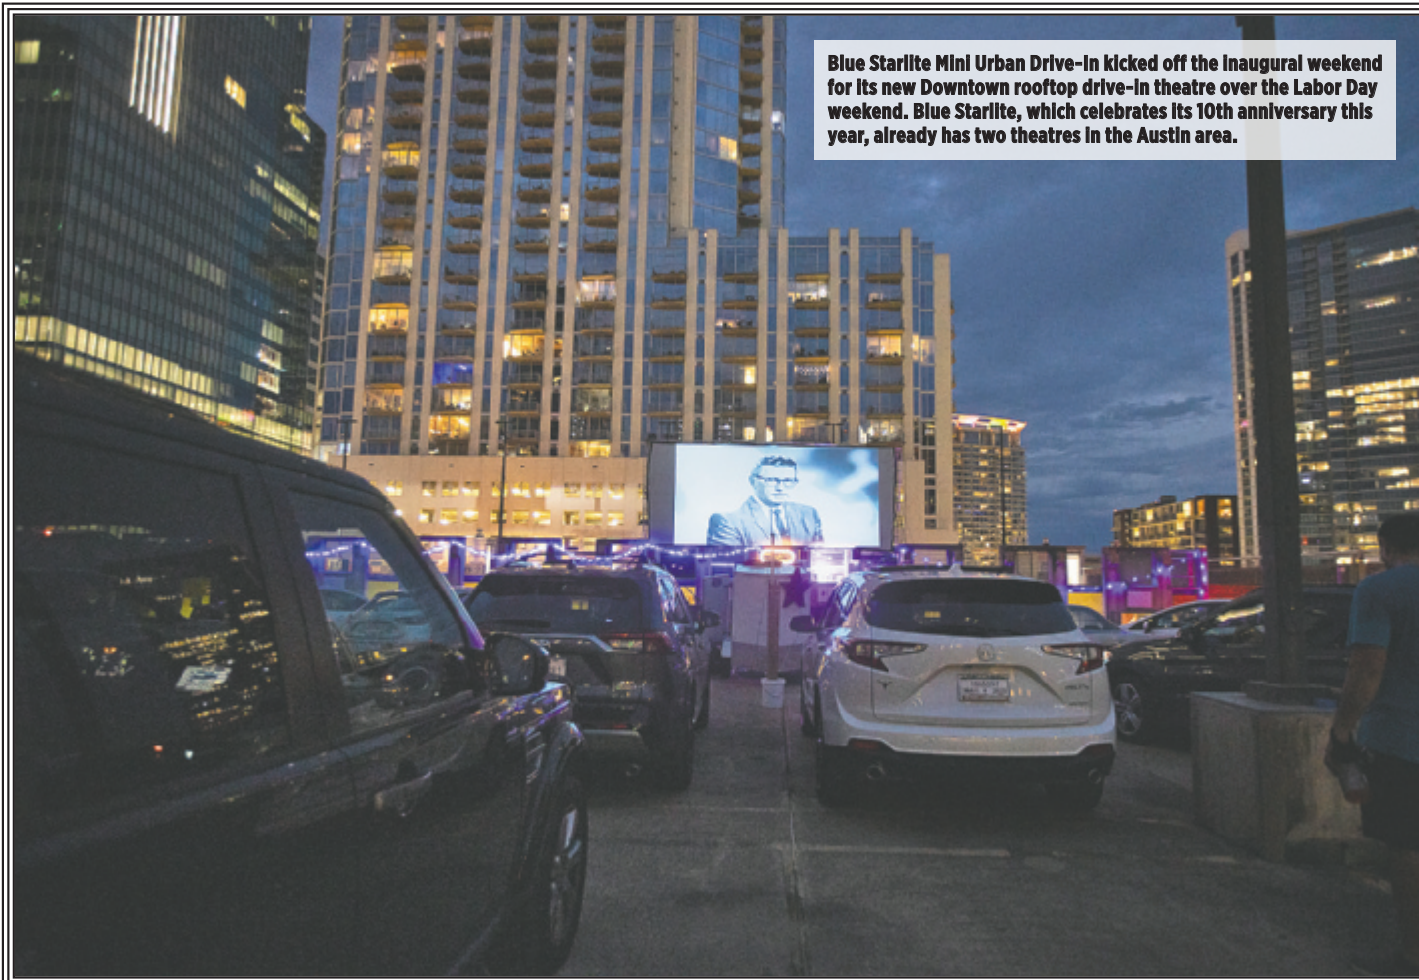 Blue Starlite Mini Urban Drive-In kicked off the inaugural weekend
for its new Downtown rooftop drive-in theatre over the Labor Day
weekend. Blue Starlite, which celebrates its 10th anniversary this
year, already has two theatres in the Austin area.